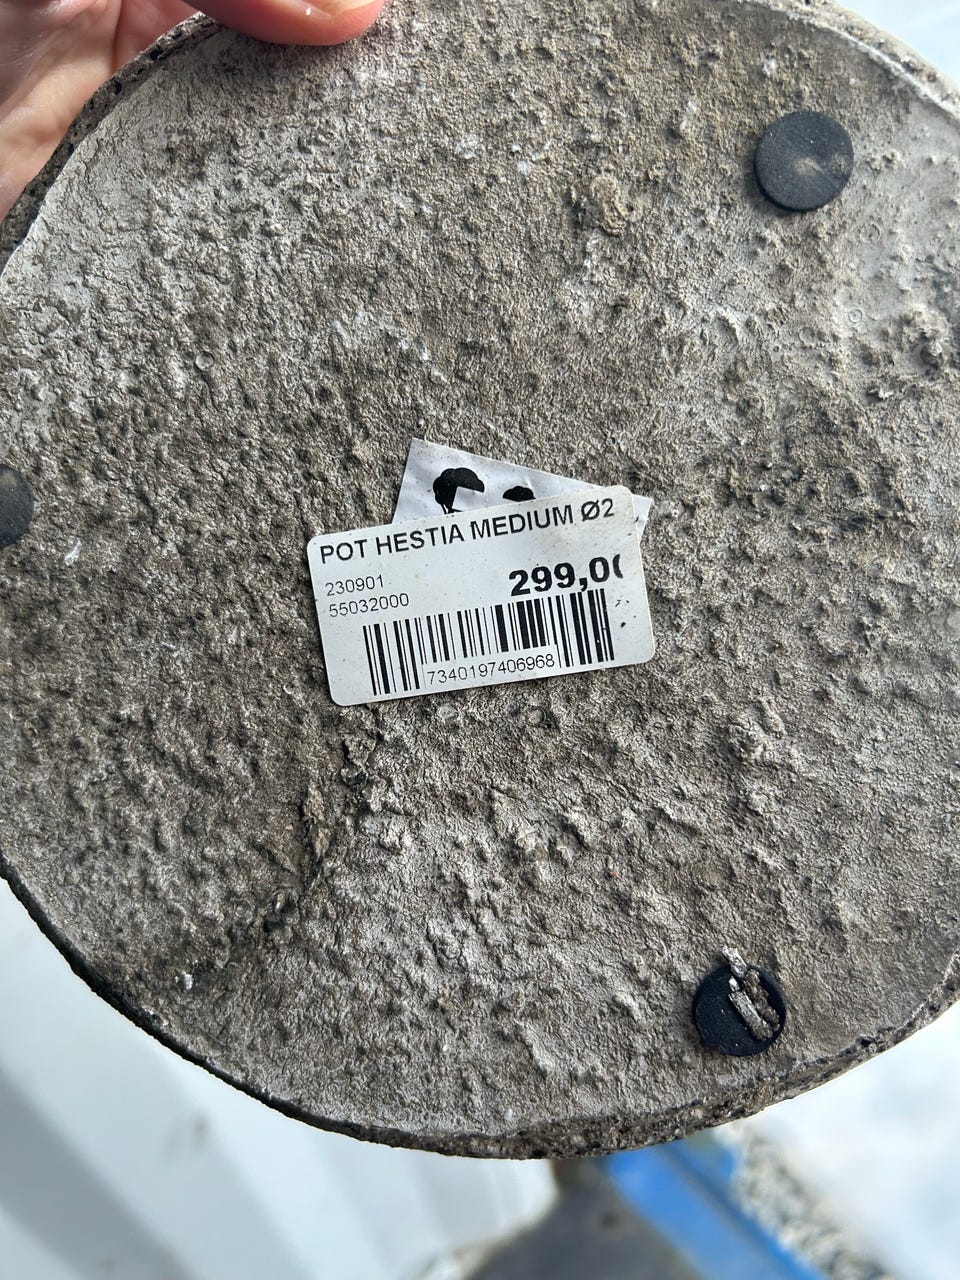 POT HESTIA MEDIUM Ø2
230901
299,0
55032000
7340197406968